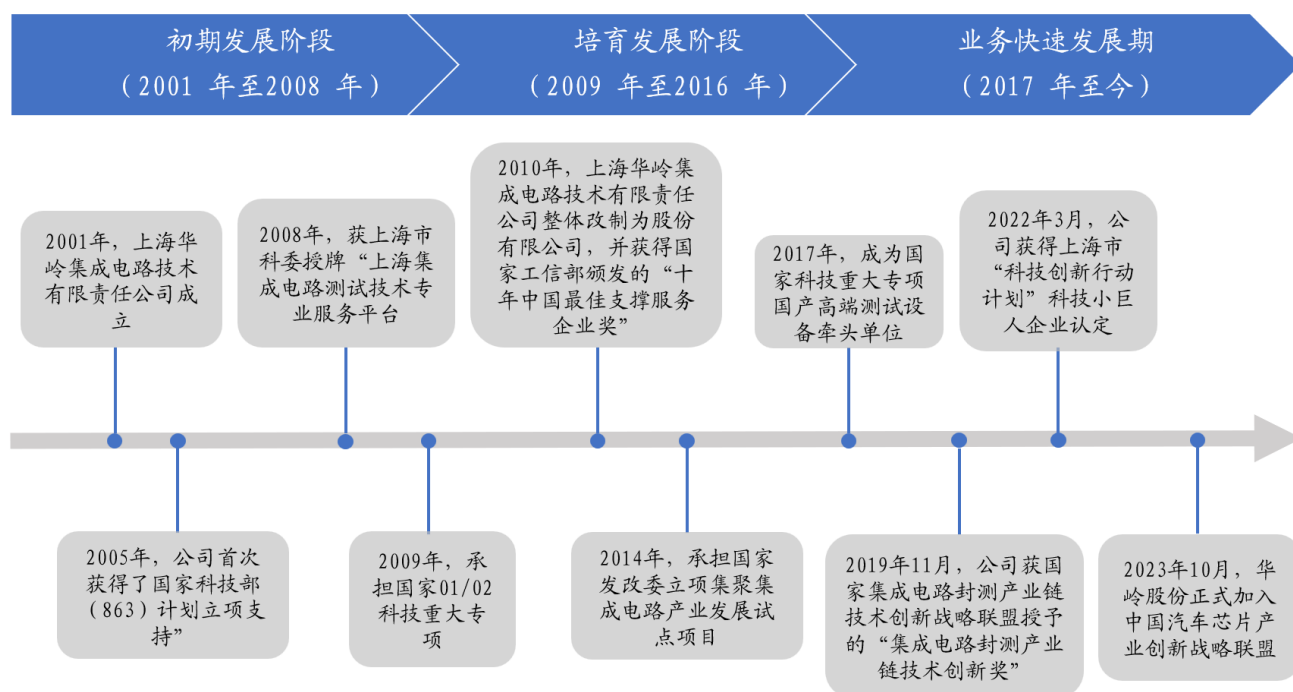 初期发展阶段
（2001 年至2008 年）
培育发展阶段
（2009 年至2016 年）
业务快速发展期
（2017 年至今）
2001年，上海华
岭集成电路技术
有限责任公司成
立
2008年，获上海市
科委授牌“上海集
成电路测试技术专
业服务平台
2010年，上海华岭集
成电路技术有限责任
公司整体改制为股份
有限公司，并获得国
家工信部颁发的“十
年中国最佳支撑服务
企业奖”
2017年，成为国
家科技重大专项
国产高端测试设
备牵头单位
2022年3月，公
司获得上海市
“科技创新行动
计划”科技小巨
人企业认定
2005年，公司首次
获得了国家科技部
（863）计划立项支
持”
2009年，承
担国家01/02
科技重大专
项
2014年，承担国家
发改委立项集聚集
成电路产业发展试
点项目
2019年11月，公司获国
家集成电路封测产业链
技术创新战略联盟授予
的“集成电路封测产业
链技术创新奖”
2023年10月，华
岭股份正式加入
中国汽车芯片产
业创新战略联盟